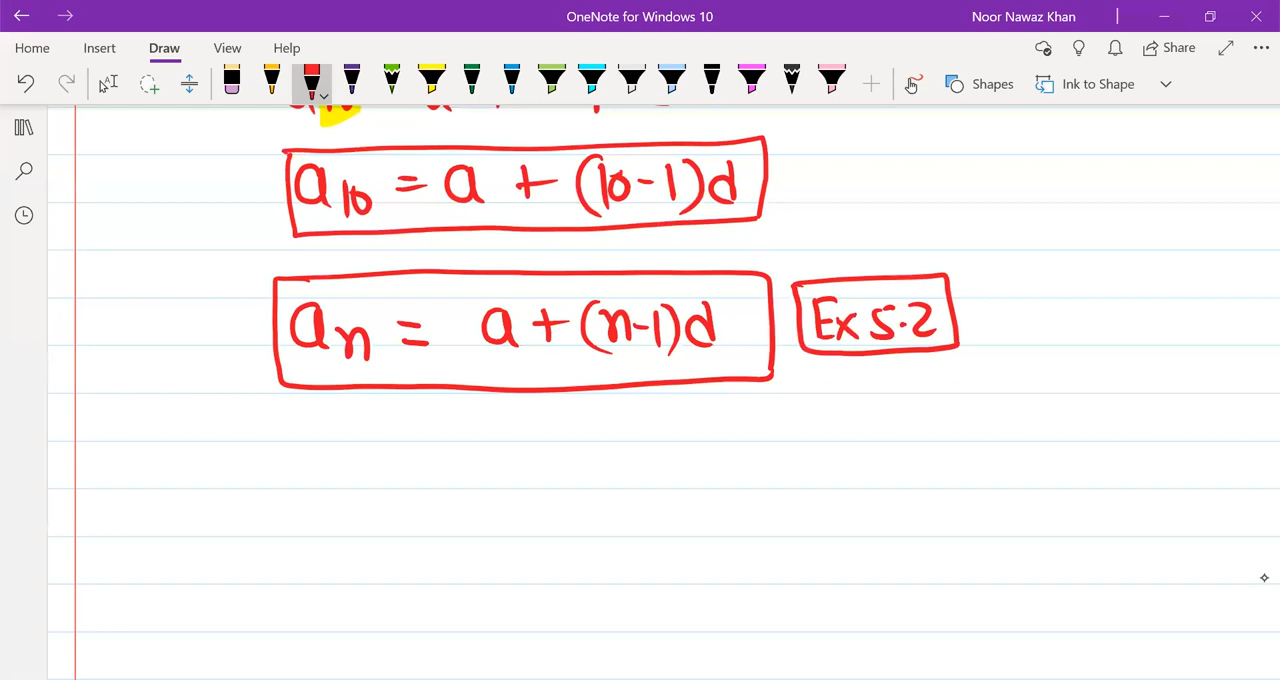 OneNote for Windows 10
Noor Nawaz Khan
Home Insert Draw View Help Share
Shapes Ink to Shape
a₁₀ = a + (10-1)d
aₙ = a + (n-1)d
Ex 5.2